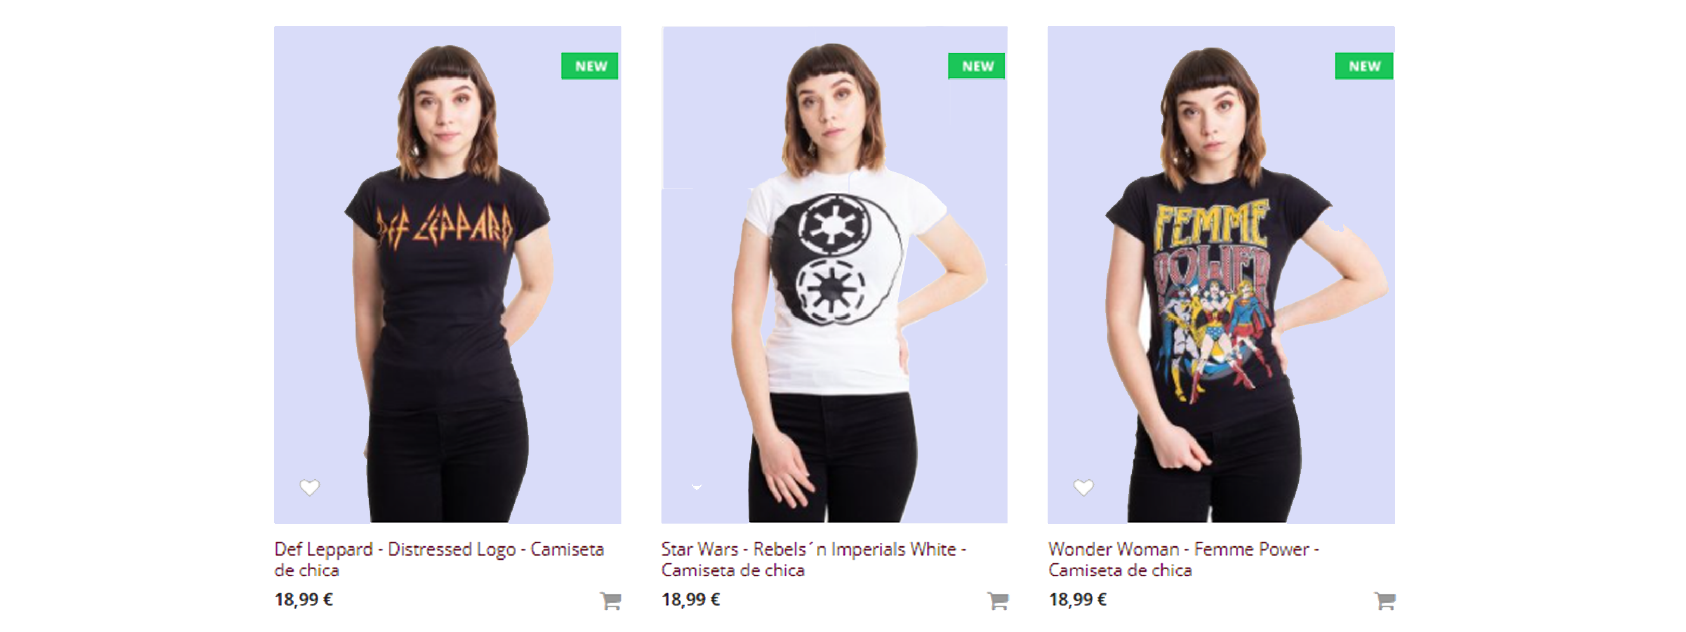 NEW
NEW
NEW
DEF LEPPARD
FEMME
POWER
Def Leppard - Distressed Logo - Camiseta
de chica
18,99 €
Star Wars - Rebels´n Imperials White -
Camiseta de chica
18,99 €
Wonder Woman - Femme Power -
Camiseta de chica
18,99 €